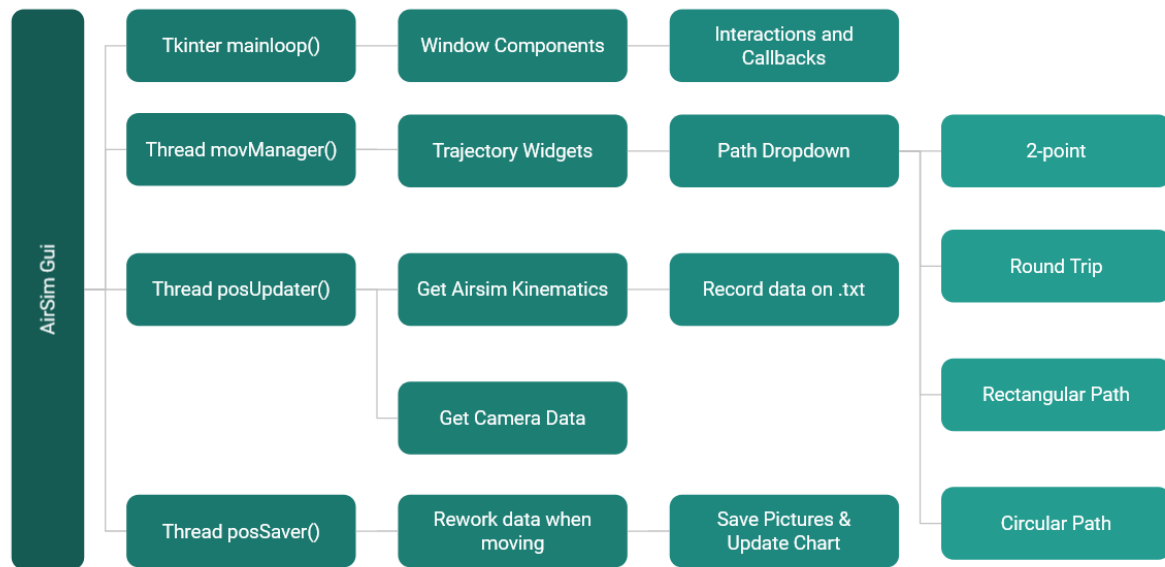 AirSim Gui
Tkinter mainloop()
Window Components
Interactions and
Callbacks
Thread movManager()
Trajectory Widgets
Path Dropdown
2-point
Round Trip
Rectangular Path
Circular Path
Thread posUpdater()
Get Airsim Kinematics
Record data on .txt
Get Camera Data
Thread posSaver()
Rework data when
moving
Save Pictures &
Update Chart